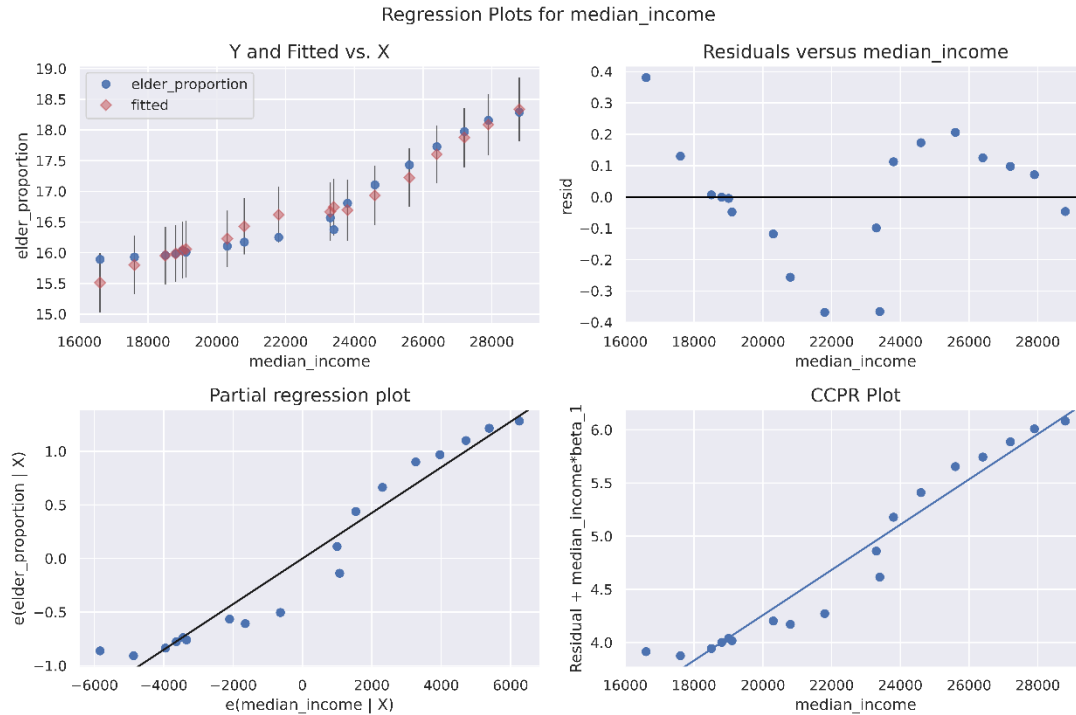 Regression Plots for median_income
Y and Fitted vs. X
elder_proportion
fitted
19.0
18.5
18.0
17.5
17.0
16.5
16.0
15.5
15.0
elder_proportion
16000 18000 20000 22000 24000 26000 28000
median_income
Residuals versus median_income
0.4
0.3
0.2
0.1
0.0
−0.1
−0.2
−0.3
−0.4
resid
16000 18000 20000 22000 24000 26000 28000
median_income
Partial regression plot
1.0
0.5
0.0
−0.5
−1.0
e(elder_proportion | X)
−6000 −4000 −2000 0 2000 4000 6000
e(median_income | X)
CCPR Plot
6.0
5.5
5.0
4.5
4.0
Residual + median_income*beta_1
16000 18000 20000 22000 24000 26000 28000
median_income